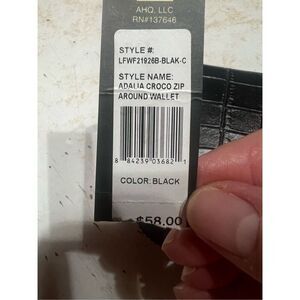 AHQ, LLC
RN#137646
STYLE #:
LFWF21926B-BLAK-C
STYLE NAME:
ADALIA CROCO ZIP
AROUND WALLET
8 84239 03682 1
COLOR: BLACK
$58.00